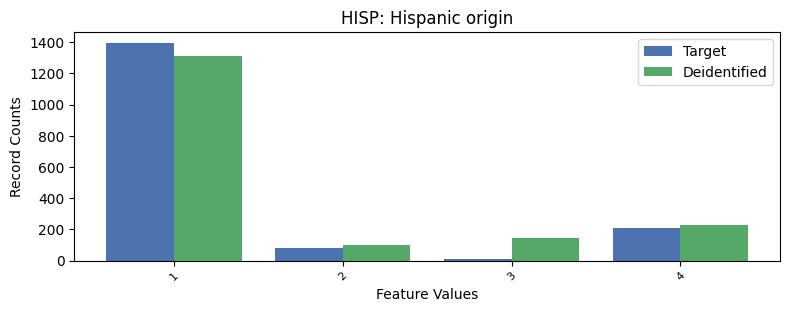 HISP: Hispanic origin
Target
Deidentified
1400
1200
1000
800
600
400
200
0
Record Counts
1
2
3
4
Feature Values